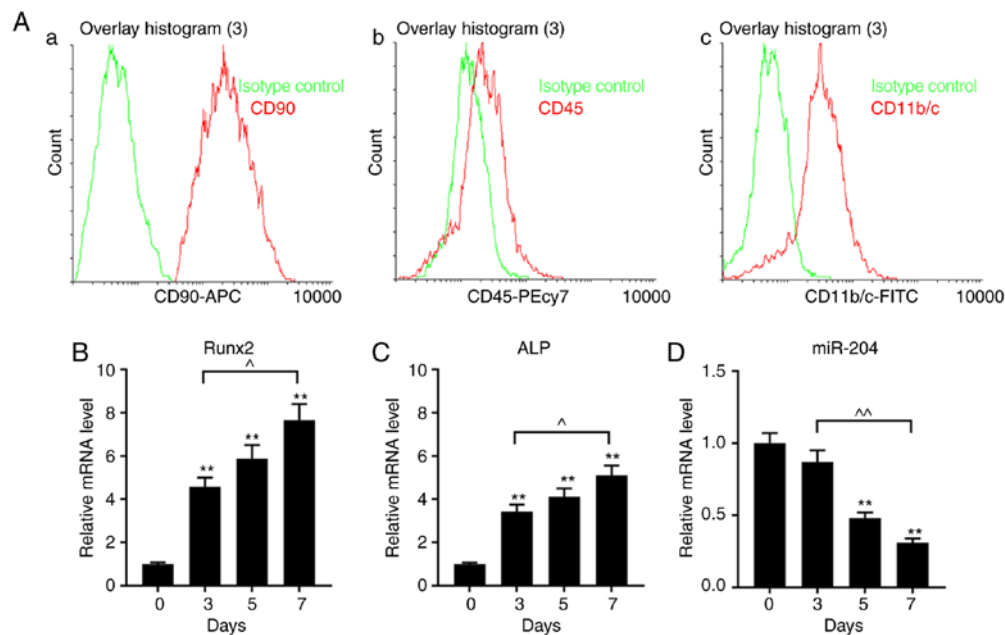 A
a
Overlay histogram (3)
Isotype control
CD90
Count
CD90-APC
10000
b
Overlay histogram (3)
Isotype control
CD45
Count
CD45-PEcy7
10000
c
Overlay histogram (3)
Isotype control
CD11b/c
Count
CD11b/c-FITC
10000
B
Runx2
Relative mRNA level
10
8
6
4
2
0
^
**
**
**
0 3 5 7
Days
C
ALP
Relative mRNA level
10
8
6
4
2
0
^
**
**
**
0 3 5 7
Days
D
miR-204
Relative mRNA level
1.5
1.0
0.5
0.0
^^
**
**
0 3 5 7
Days